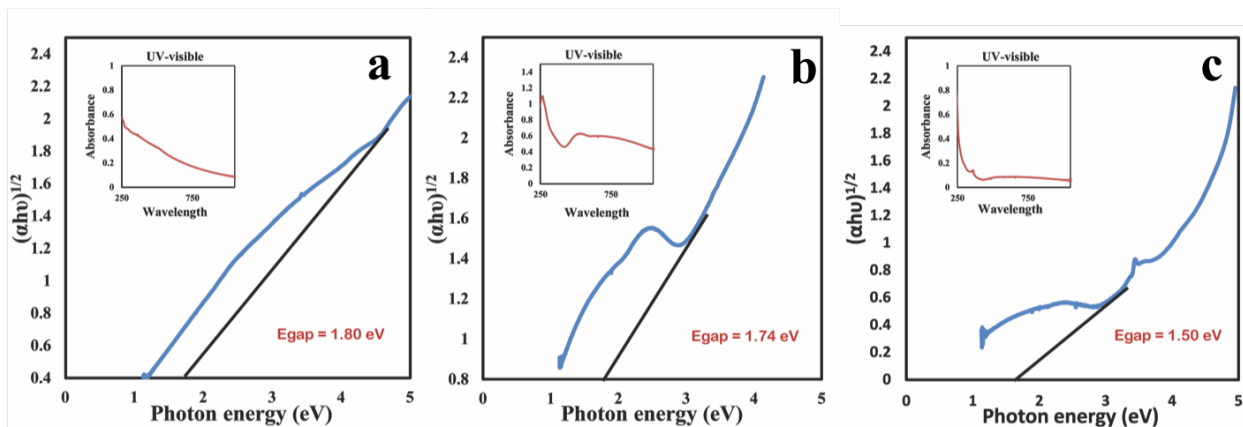 a
UV-visible
2.4
2.2
2.0
1.8
1.6
1.4
1.2
1
0.8
0.6
0.4
(αhυ)1/2
1
0.8
0.6
0.4
0.2
0
Absorbance
250 750
Wavelength
Egap = 1.80 eV
0 1 2 3 4 5
Photon energy (eV)
b
UV-visible
2.4
2.2
2.0
1.8
1.6
1.4
1.2
1
0.8
(αhυ)1/2
1.4
1.2
1
0.8
0.6
0.4
0.2
0
Absorbance
250 750
Wavelength
Egap = 1.74 eV
0 1 2 3 4 5
Photon energy (eV)
c
UV-visible
2.4
2.2
2
1.8
1.6
1.4
1.2
1
0.8
0.6
0.4
0.2
0
(αhυ)1/2
1
0.8
0.6
0.4
0.2
0
Absorbance
250 750
Wavelength
Egap = 1.50 eV
0 1 2 3 4 5
Photon energy (eV)